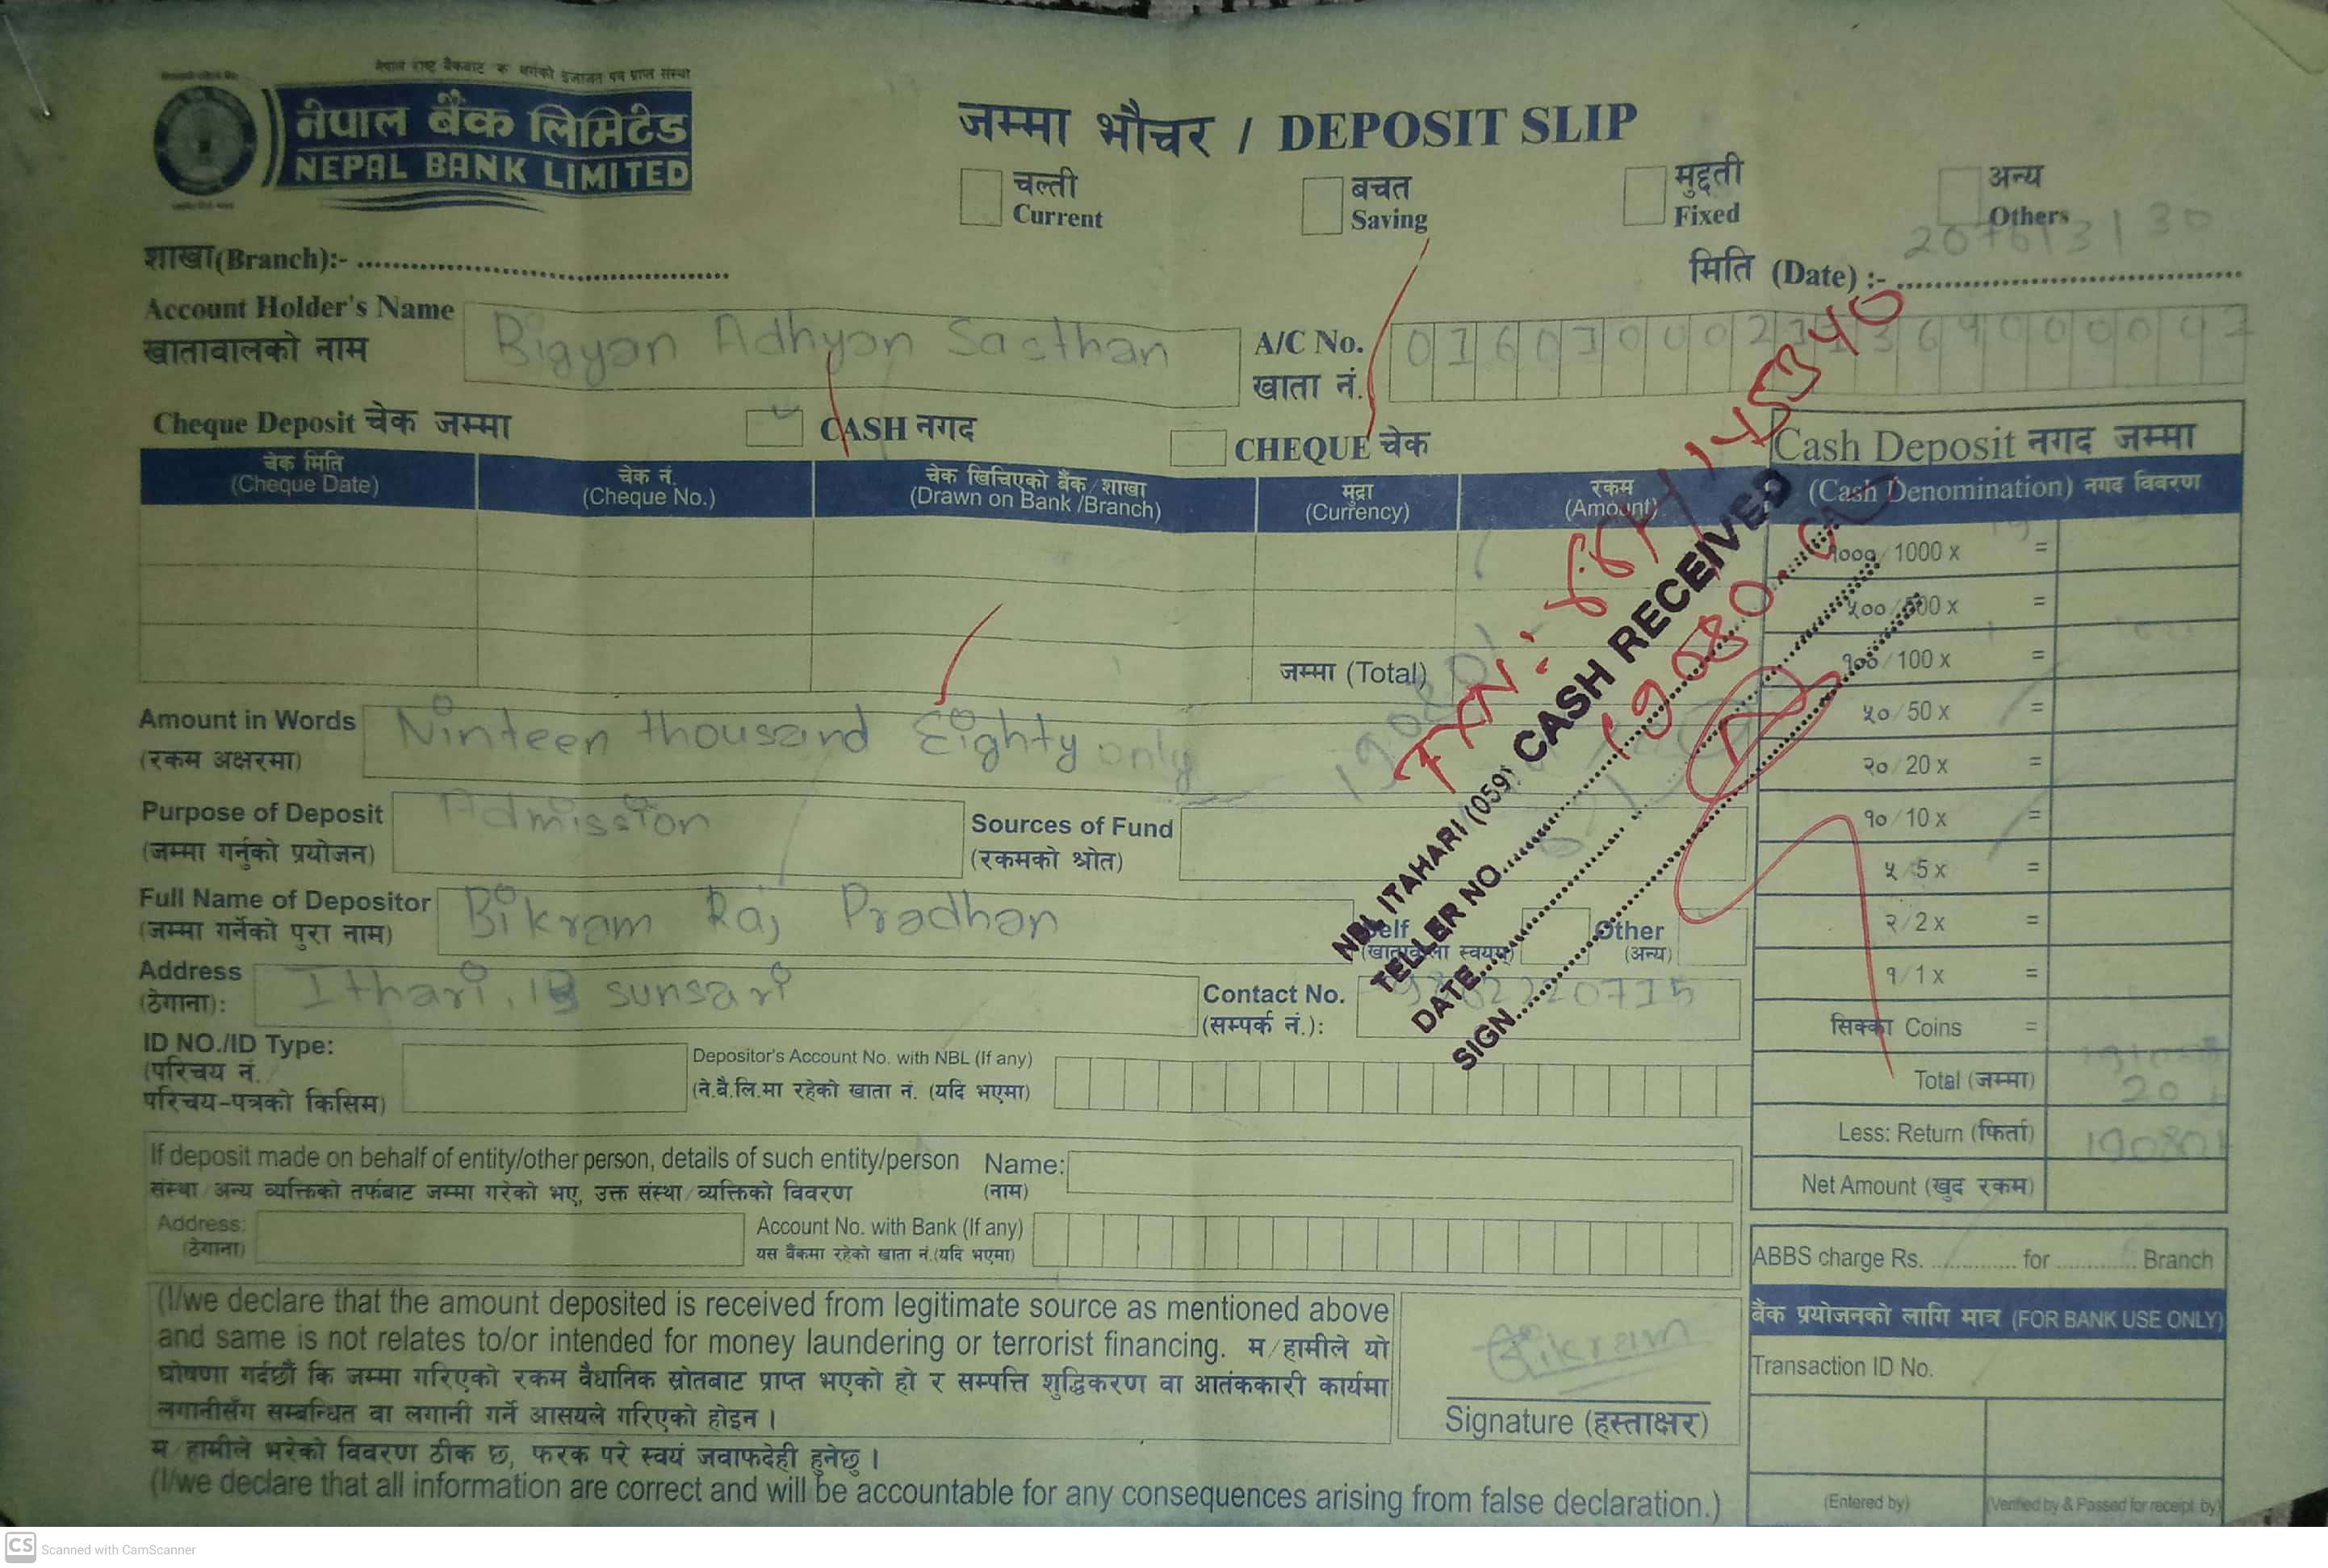 नेपाल राष्ट्र बैंकबाट 'क' वर्गको इजाजत पत्र प्राप्त संस्था
नेपाल बैंक लिमिटेड
NEPAL BANK LIMITED
जम्मा भौचर / DEPOSIT SLIP
चल्ती
Current
बचत
Saving
मुद्दती
Fixed
अन्य
Others
शाखा(Branch):-
मिति (Date) :- 2076/3/30
Account Holder's Name
खातावालको नाम
Bigyan Adhyan Sasthan
A/C No.
खाता नं.
Cheque Deposit चेक जम्मा
CASH नगद
CHEQUE चेक
Cash Deposit नगद जम्मा
चेक मिति
(Cheque Date)
चेक नं.
(Cheque No.)
चेक खिचिएको बैंक/शाखा
(Drawn on Bank /Branch)
मुद्रा
(Currency)
रकम
(Amount)
(Cash Denomination) नगद विवरण
१०००/1000 x =
५००/500 x =
१००/100 x =
५०/50 x =
२०/20 x =
१०/10 x =
५/5 x =
२/2 x =
१/1 x =
सिक्का Coins =
Total (जम्मा)
Less: Return (फिर्ता)
Net Amount (खुद रकम)
जम्मा (Total)
NBL ITAHARI (059) CASH RECEIVED
19080
TELLER NO.
DATE
SIGN
Amount in Words
(रकम अक्षरमा)
Ninteen thousand Eighty only
Purpose of Deposit
(जम्मा गर्नुको प्रयोजन)
Admission
Sources of Fund
(रकमको श्रोत)
Full Name of Depositor
(जम्मा गर्नेको पुरा नाम)
Bikram Raj Pradhan
Self
(खातावाला स्वयम्)
Other
(अन्य)
Address
(ठेगाना):
Ithari, sunsari
Contact No.
(सम्पर्क नं.):
ID NO./ID Type:
(परिचय नं.
परिचय-पत्रको किसिम)
Depositor's Account No. with NBL (If any)
(ने.बै.लि.मा रहेको खाता नं. (यदि भएमा)
If deposit made on behalf of entity/other person, details of such entity/person
संस्था/अन्य व्यक्तिको तर्फबाट जम्मा गरेको भए, उक्त संस्था/व्यक्तिको विवरण
Name:
(नाम)
Address:
(ठेगाना)
Account No. with Bank (If any)
यस बैंकमा रहेको खाता नं.(यदि भएमा)
ABBS charge Rs. .............. for ............. Branch
(I/we declare that the amount deposited is received from legitimate source as mentioned above
and same is not relates to/or intended for money laundering or terrorist financing. म/हामीले यो
घोषणा गर्दछौं कि जम्मा गरिएको रकम वैधानिक स्रोतबाट प्राप्त भएको हो र सम्पत्ति शुद्धिकरण वा आतंककारी कार्यमा
लगानीसँग सम्बन्धित वा लगानी गर्ने आसयले गरिएको होइन ।
Bikram
Signature (हस्ताक्षर)
बैंक प्रयोजनको लागि मात्र (FOR BANK USE ONLY)
Transaction ID No.
म/हामीले भरेको विवरण ठीक छ, फरक परे स्वयं जवाफदेही हुनेछु ।
(I/we declare that all information are correct and will be accountable for any consequences arising from false declaration.)
(Entered by)
(Verified by & Passed for receipt by)
CS Scanned with CamScanner